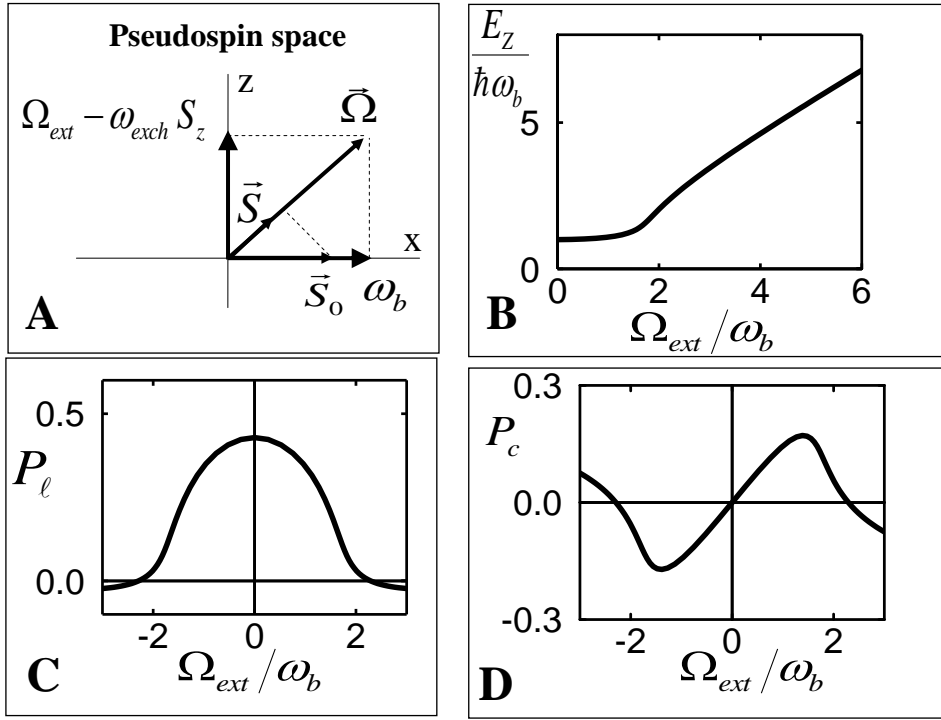 Pseudospin space
z
Ω_ext − ω_exch S_z
Ω⃗
S⃗
x
s⃗_o
ω_b
A
E_Z
ħω_b
5
0
0 2 4 6
Ω_ext / ω_b
B
0.5
P_ℓ
0.0
-2 0 2
Ω_ext / ω_b
C
0.3
P_c
0.0
-0.3
-2 0 2
Ω_ext / ω_b
D